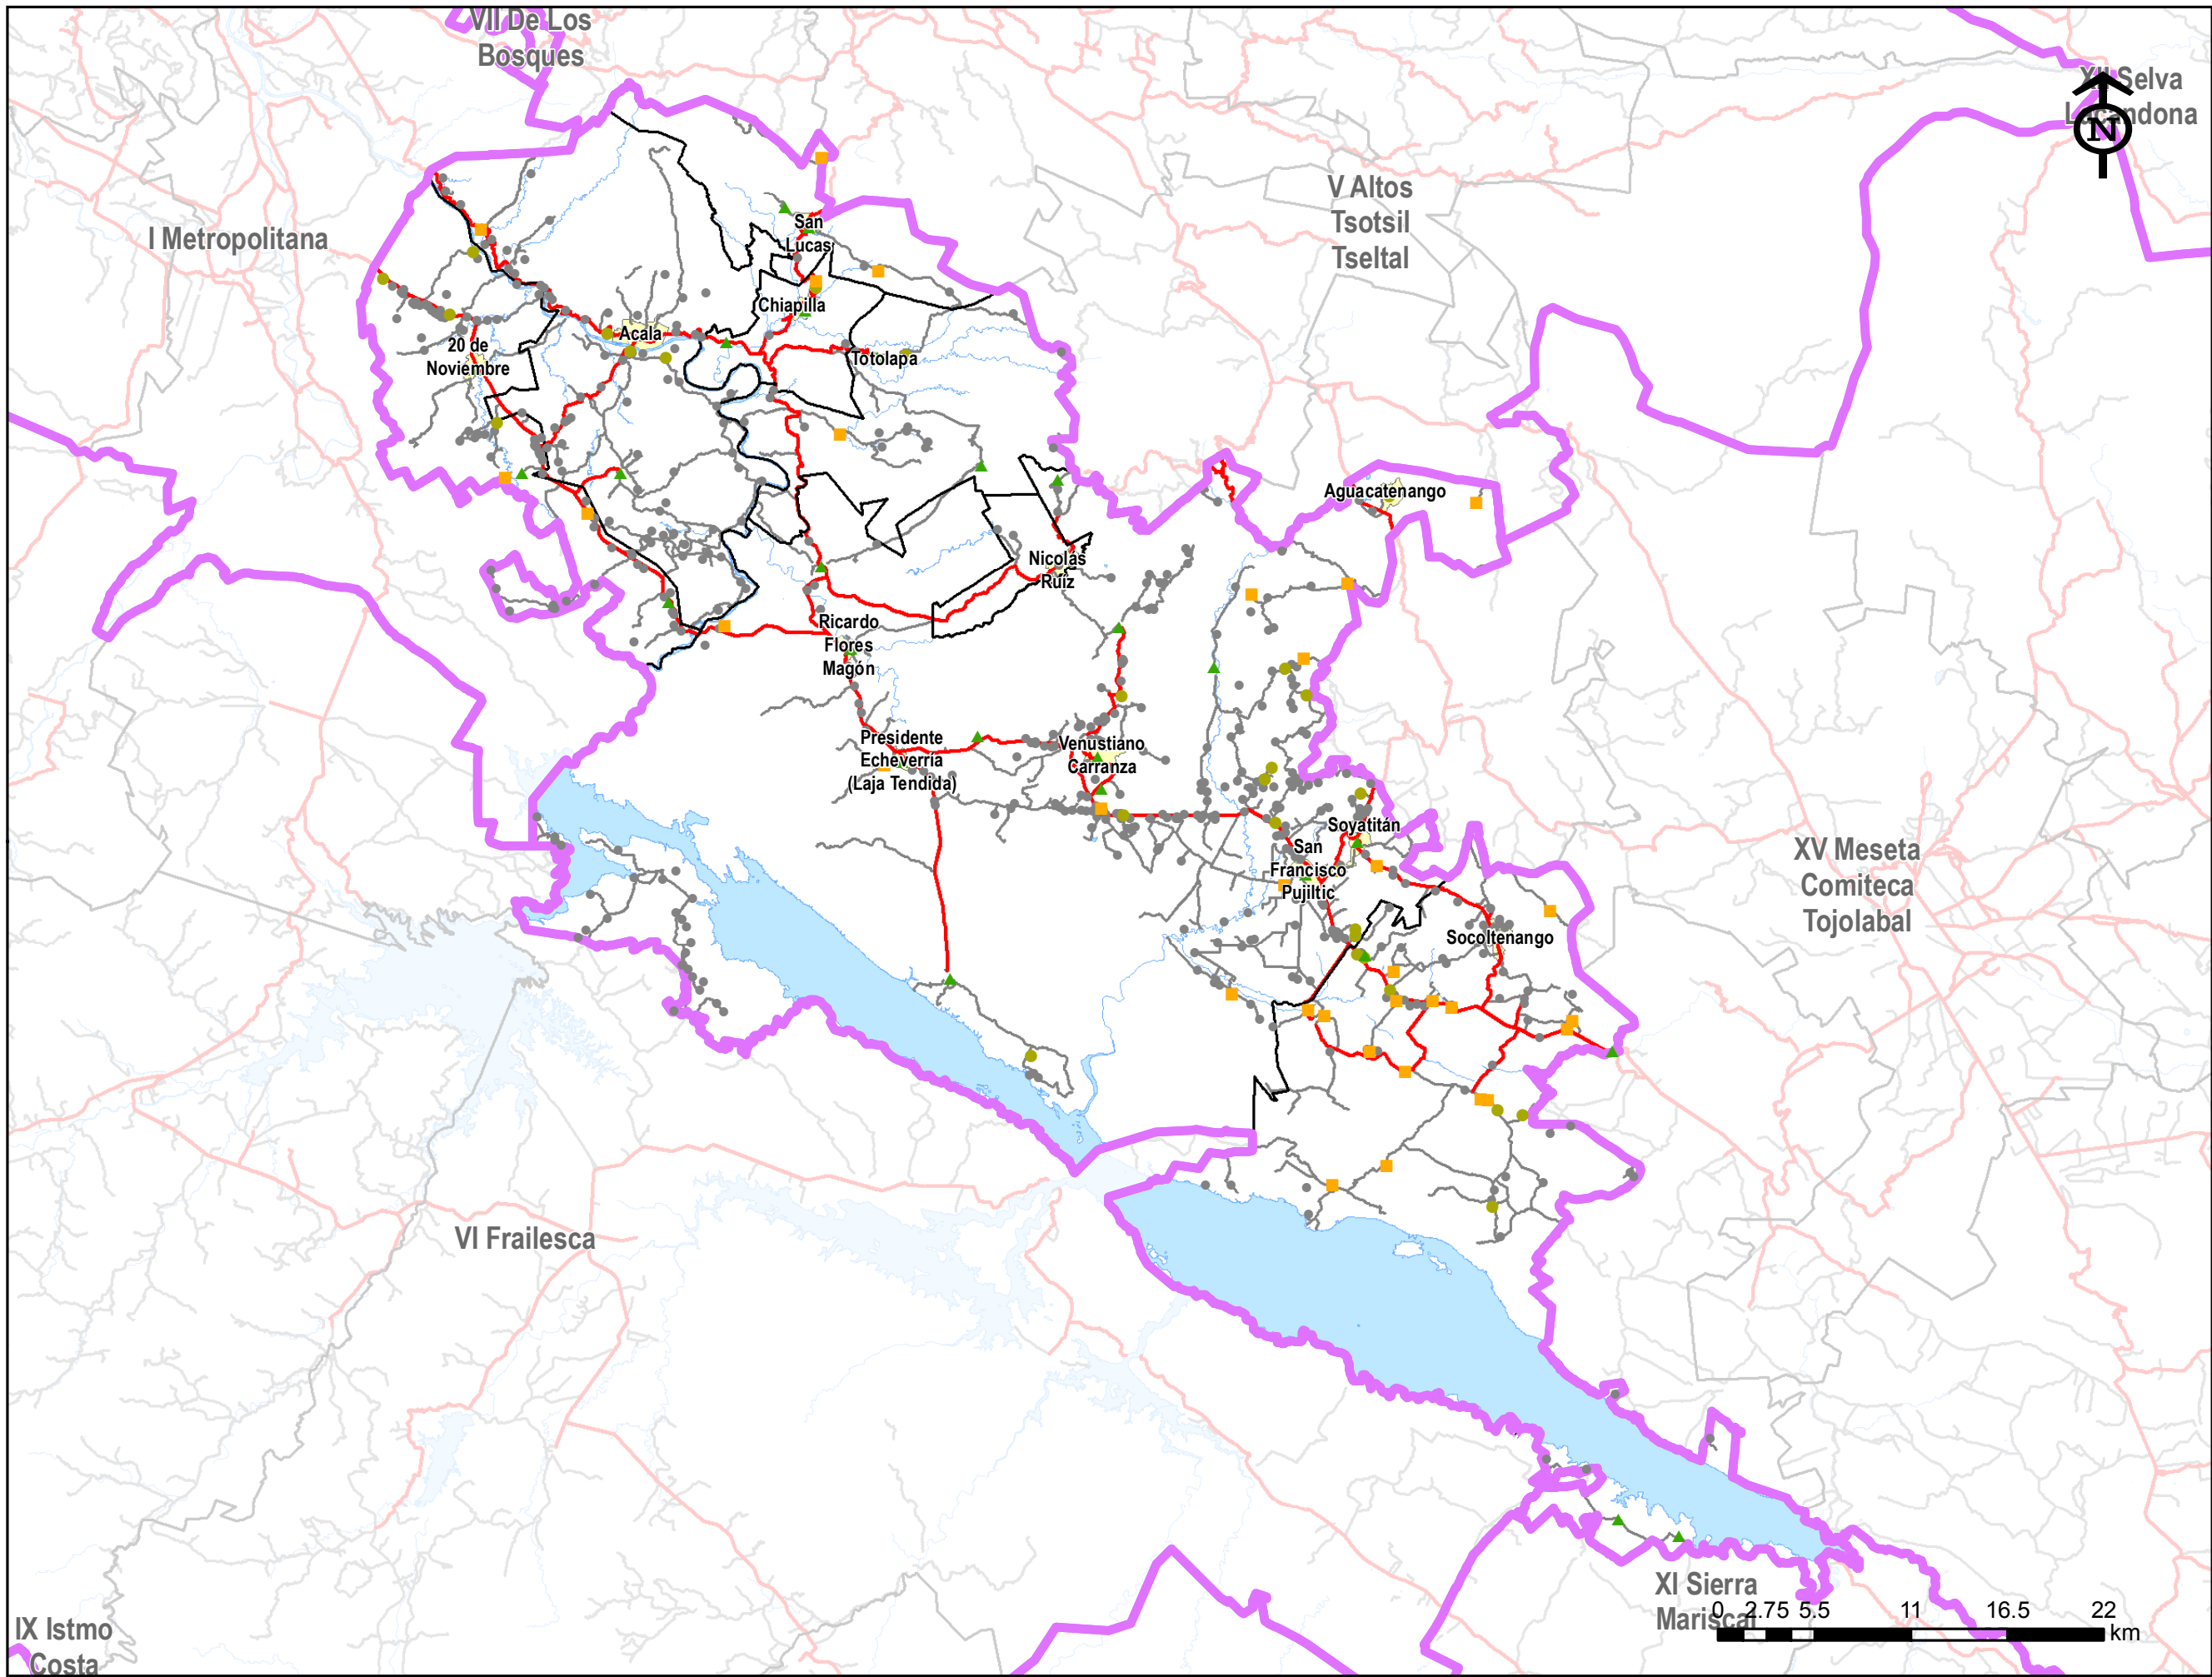 VII De Los
Bosques
XII Selva
Lacandona
N
V Altos
Tsotsil
Tseltal
I Metropolitana
San
Lucas
Chiapilla
Acala
20 de
Noviembre
Totolapa
Aguacatenango
Nicolás
Ruíz
Ricardo
Flores
Magón
Presidente
Echeverría
(Laja Tendida)
Venustiano
Carranza
Soyatitán
San
Francisco
Pujiltic
XV Meseta
Comiteca
Tojolabal
Socoltenango
VI Frailesca
XI Sierra
Mariscal
0 2.75 5.5 11 16.5 22
km
IX Istmo
Costa